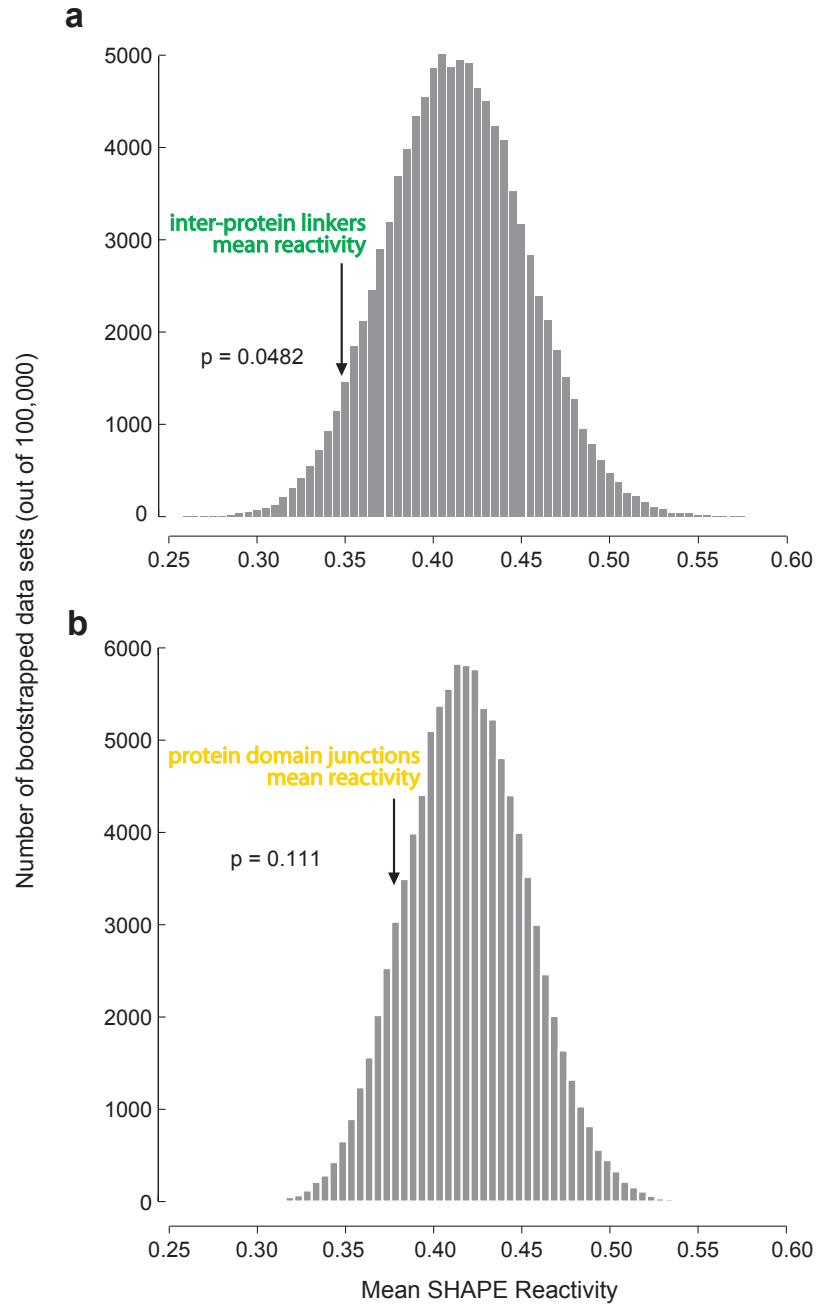 a
5000
4000
3000
2000
1000
0
inter-protein linkers
mean reactivity
p = 0.0482
0.25 0.30 0.35 0.40 0.45 0.50 0.55 0.60
Number of bootstrapped data sets (out of 100,000)
b
6000
5000
4000
3000
2000
1000
0
protein domain junctions
mean reactivity
p = 0.111
0.25 0.30 0.35 0.40 0.45 0.50 0.55 0.60
Mean SHAPE Reactivity